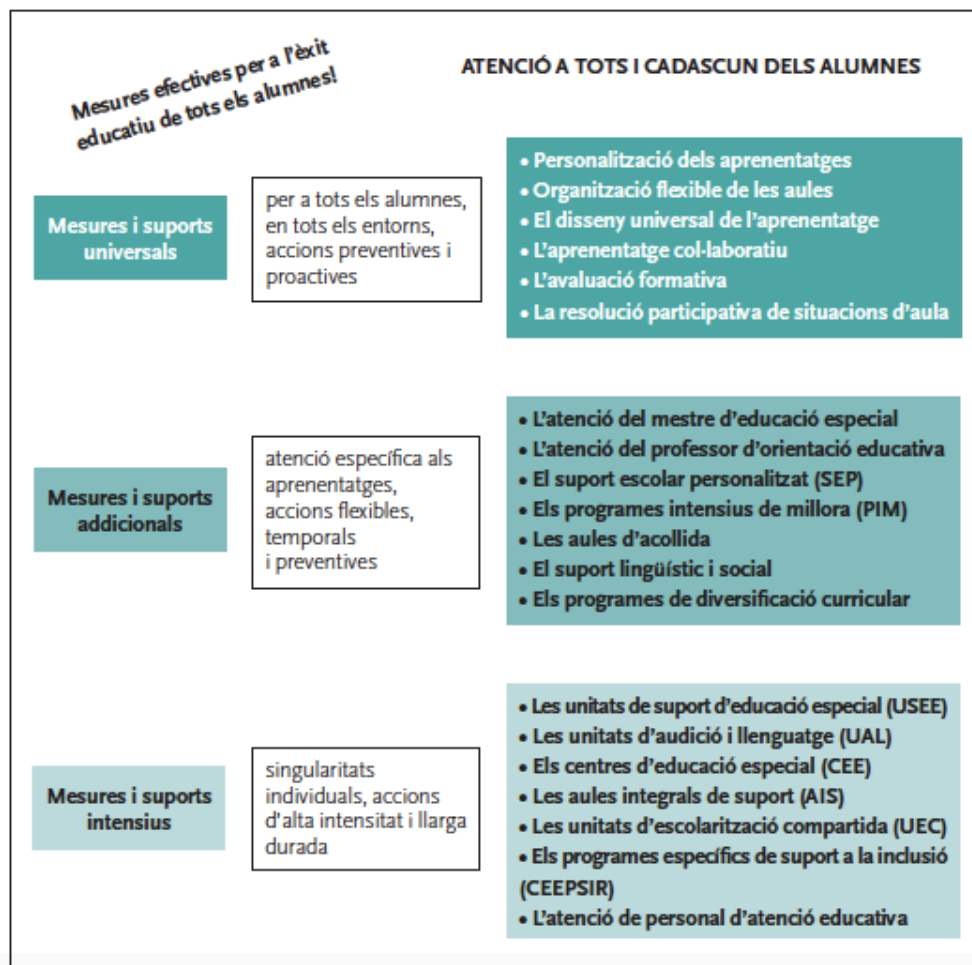 Mesures efectives per a l'èxit
educatiu de tots els alumnes!
ATENCIÓ A TOTS I CADASCUN DELS ALUMNES
Mesures i suports
universals
per a tots els alumnes,
en tots els entorns,
accions preventives i
proactives
• Personalització dels aprenentatges
• Organització flexible de les aules
• El disseny universal de l'aprenentatge
• L'aprenentatge col·laboratiu
• L'avaluació formativa
• La resolució participativa de situacions d'aula
Mesures i suports
addicionals
atenció específica als
aprenentatges,
accions flexibles,
temporals
i preventives
• L'atenció del mestre d'educació especial
• L'atenció del professor d'orientació educativa
• El suport escolar personalitzat (SEP)
• Els programes intensius de millora (PIM)
• Les aules d'acollida
• El suport lingüístic i social
• Els programes de diversificació curricular
Mesures i suports
intensius
singularitats
individuals, accions
d'alta intensitat i llarga
durada
• Les unitats de suport d'educació especial (USEE)
• Les unitats d'audició i llenguatge (UAL)
• Els centres d'educació especial (CEE)
• Les aules integrals de suport (AIS)
• Les unitats d'escolarització compartida (UEC)
• Els programes específics de suport a la inclusió
(CEEPSIR)
• L'atenció de personal d'atenció educativa